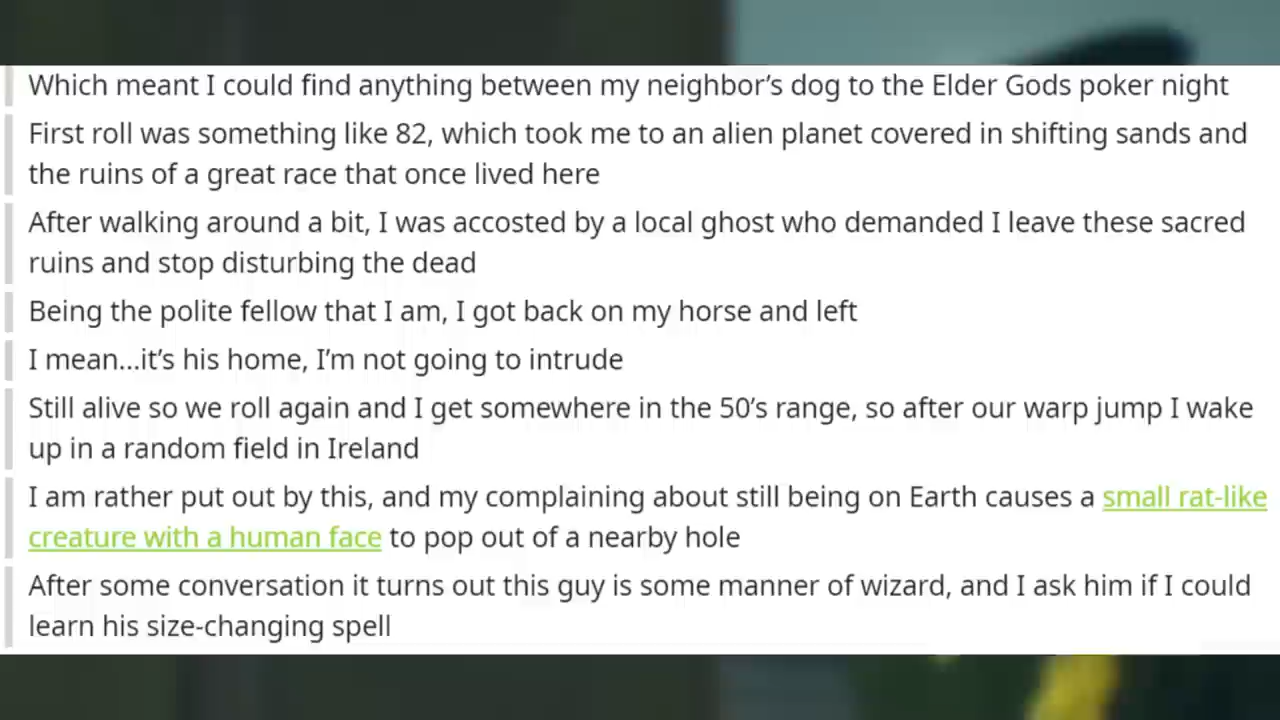 Which meant I could find anything between my neighbor’s dog to the Elder Gods poker night
First roll was something like 82, which took me to an alien planet covered in shifting sands and
the ruins of a great race that once lived here
After walking around a bit, I was accosted by a local ghost who demanded I leave these sacred
ruins and stop disturbing the dead
Being the polite fellow that I am, I got back on my horse and left
I mean...it’s his home, I’m not going to intrude
Still alive so we roll again and I get somewhere in the 50’s range, so after our warp jump I wake
up in a random field in Ireland
I am rather put out by this, and my complaining about still being on Earth causes a small rat-like
creature with a human face to pop out of a nearby hole
After some conversation it turns out this guy is some manner of wizard, and I ask him if I could
learn his size-changing spell